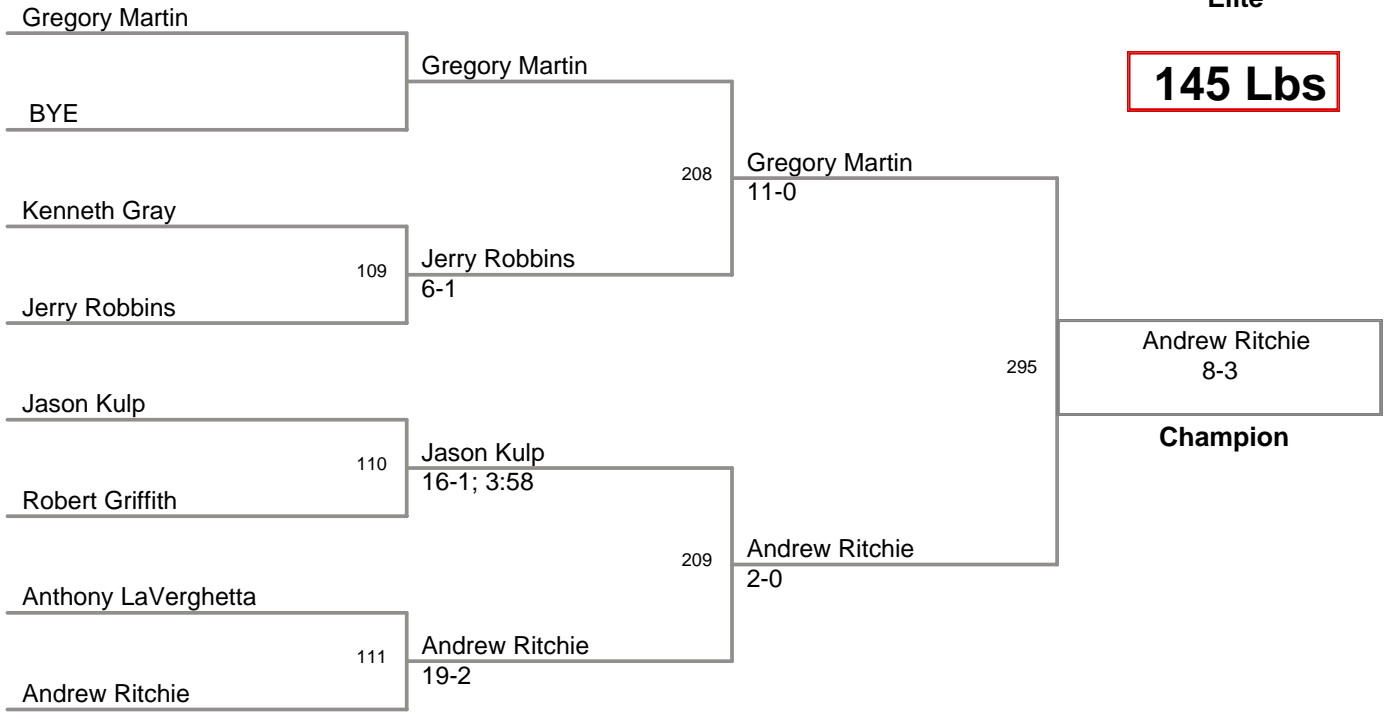 Elite
145 Lbs
Gregory Martin
BYE
Kenneth Gray
Jerry Robbins
Jason Kulp
Robert Griffith
Anthony LaVerghetta
Andrew Ritchie
Gregory Martin
109
Jerry Robbins
6-1
110
Jason Kulp
16-1; 3:58
111
Andrew Ritchie
19-2
208
Gregory Martin
11-0
209
Andrew Ritchie
2-0
295
Andrew Ritchie
8-3
Champion